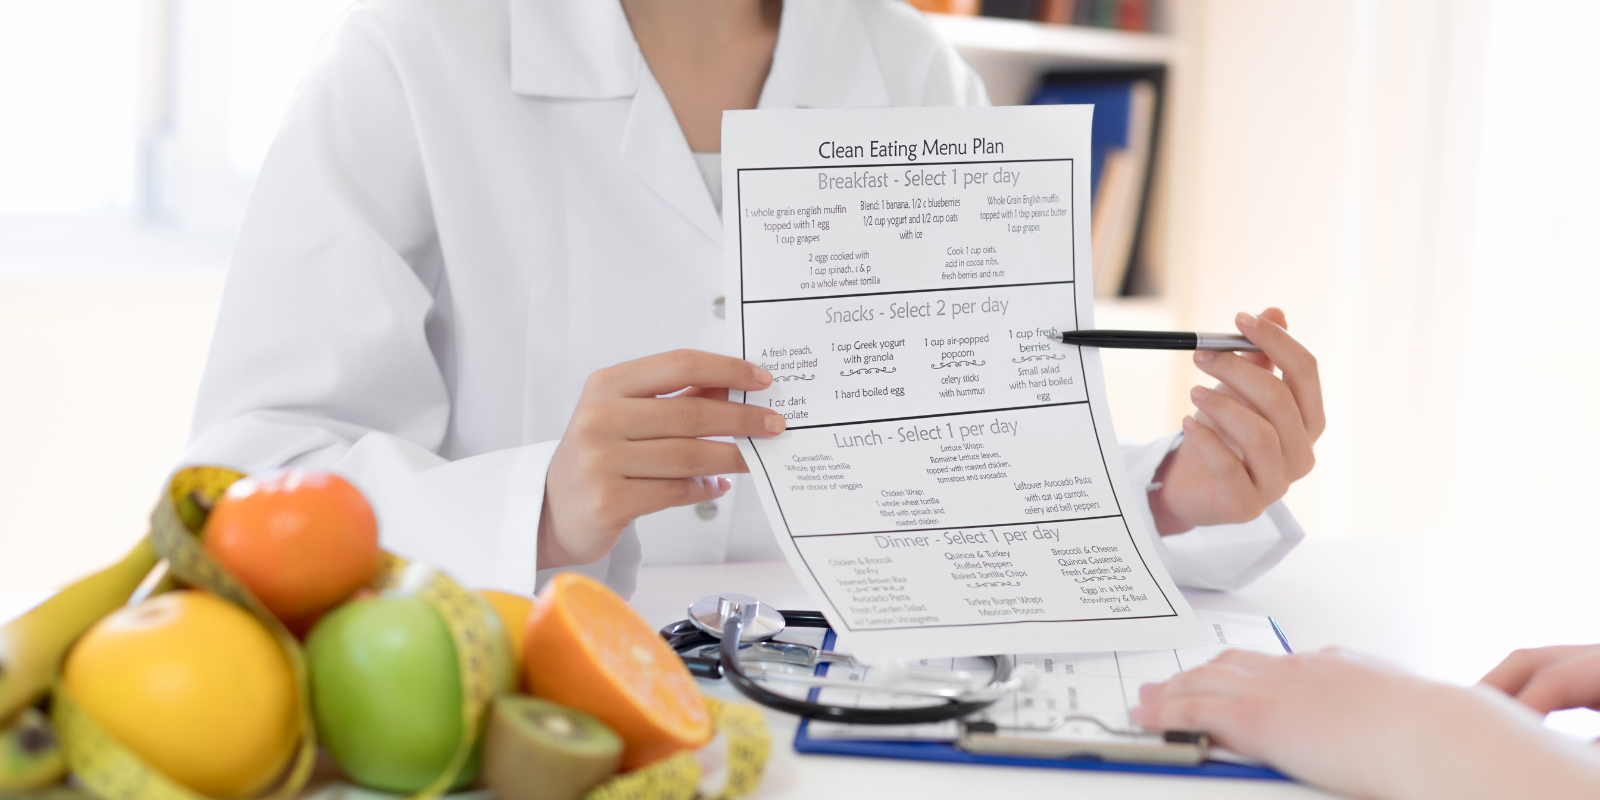 Clean Eating Menu Plan
Breakfast - Select 1 per day
1 whole grain english muffin
topped with 1 egg
1 cup grapes
Blend: 1 banana, 1/2 c blueberries
1/2 cup yogurt and 1/2 cup oats
with ice
Whole Grain English muffin
topped with 1 tbsp peanut butter
1 cup grapes
2 eggs cooked with
1 cup spinach, s & p
on a whole wheat tortilla
Cook 1 cup oats,
add in cocoa nibs,
fresh berries and nuts
Snacks - Select 2 per day
A fresh peach,
diced and pitted
1 cup Greek yogurt
with granola
1 cup air-popped
popcorn
1 cup fresh
berries
1 oz dark
colate
1 hard boiled egg
celery sticks
with hummus
Small salad
with hard boiled
egg
Lunch - Select 1 per day
Quesadillas:
Whole grain tortilla
melted cheese
your choice of veggies
Lettuce Wraps:
Romaine Lettuce leaves,
topped with roasted chicken,
tomatoes and avocados
Chicken Wrap:
1 whole wheat tortilla
filled with spinach and
roasted chicken
Leftover Avocado Pasta
with cut up carrots,
celery and bell peppers
Dinner - Select 1 per day
Chicken & Broccoli
Stir-Fry
Steamed Brown Rice
Avocado Pasta
Fresh Garden Salad
w/ Lemon Vinaigrette
Quinoa & Turkey
Stuffed Peppers
Baked Tortilla Chips
Turkey Burger Wraps
Mexican Popcorn
Broccoli & Cheese
Quinoa Casserole
Fresh Garden Salad
Eggs in a Hole
Strawberry & Basil
Salad